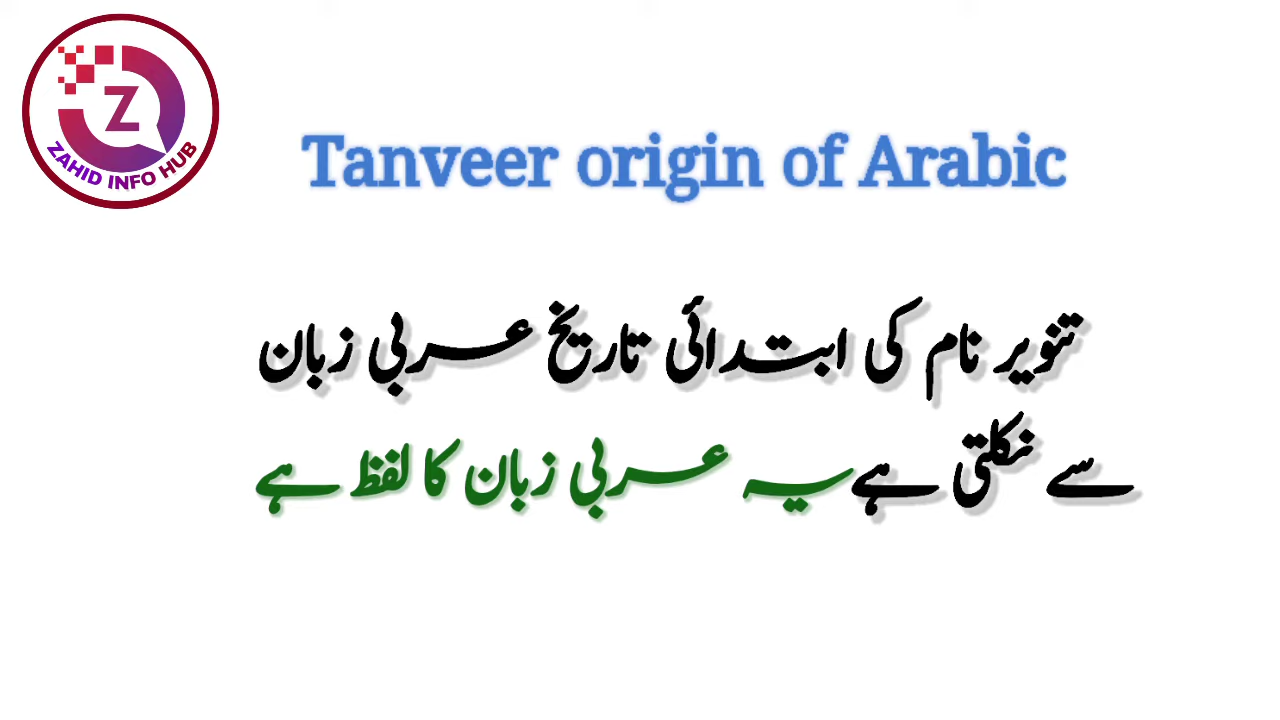 Z
ZAHID INFO HUB
Tanveer origin of Arabic
تنویر نام کی ابتدائی تاریخ عربی زبان
سے نکلتی ہے یہ عربی زبان کا لفظ ہے